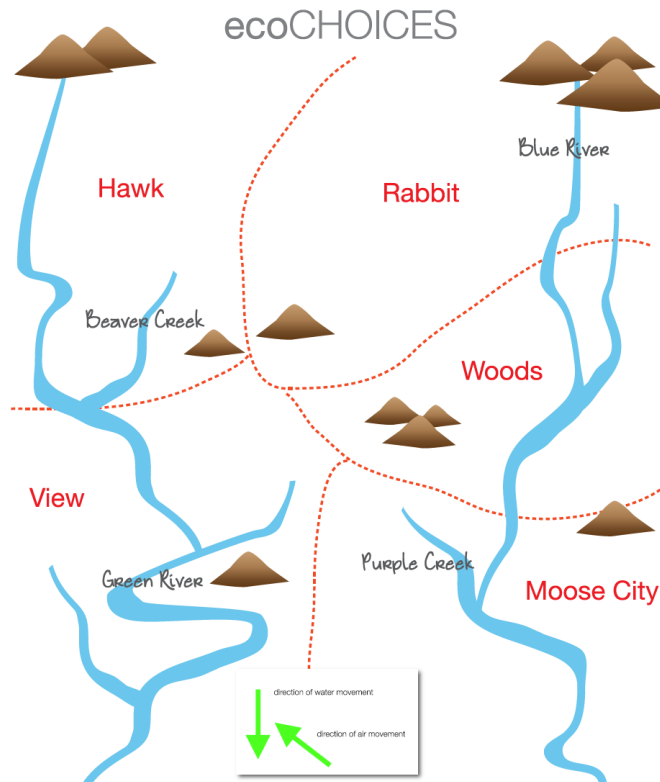 ecoCHOICES
Blue River
Hawk
Rabbit
Beaver Creek
Woods
View
Purple Creek
Green River
Moose City
direction of water movement
direction of air movement